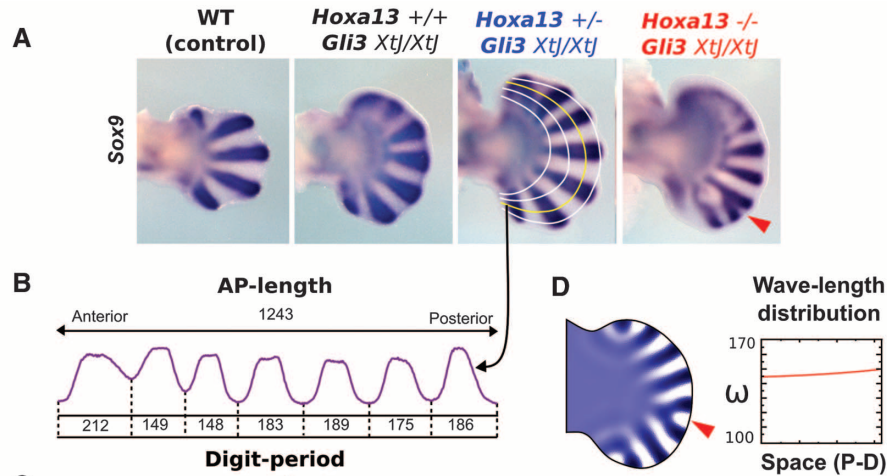 A
WT
(control)
Hoxa13 +/+
Gli3 XtJ/XtJ
Hoxa13 +/-
Gli3 XtJ/XtJ
Hoxa13 -/-
Gli3 XtJ/XtJ
Sox9
B
AP-length
Anterior
1243
Posterior
212 149 148 183 189 175 186
Digit-period
D
Wave-length
distribution
170
ω
100
Space (P-D)